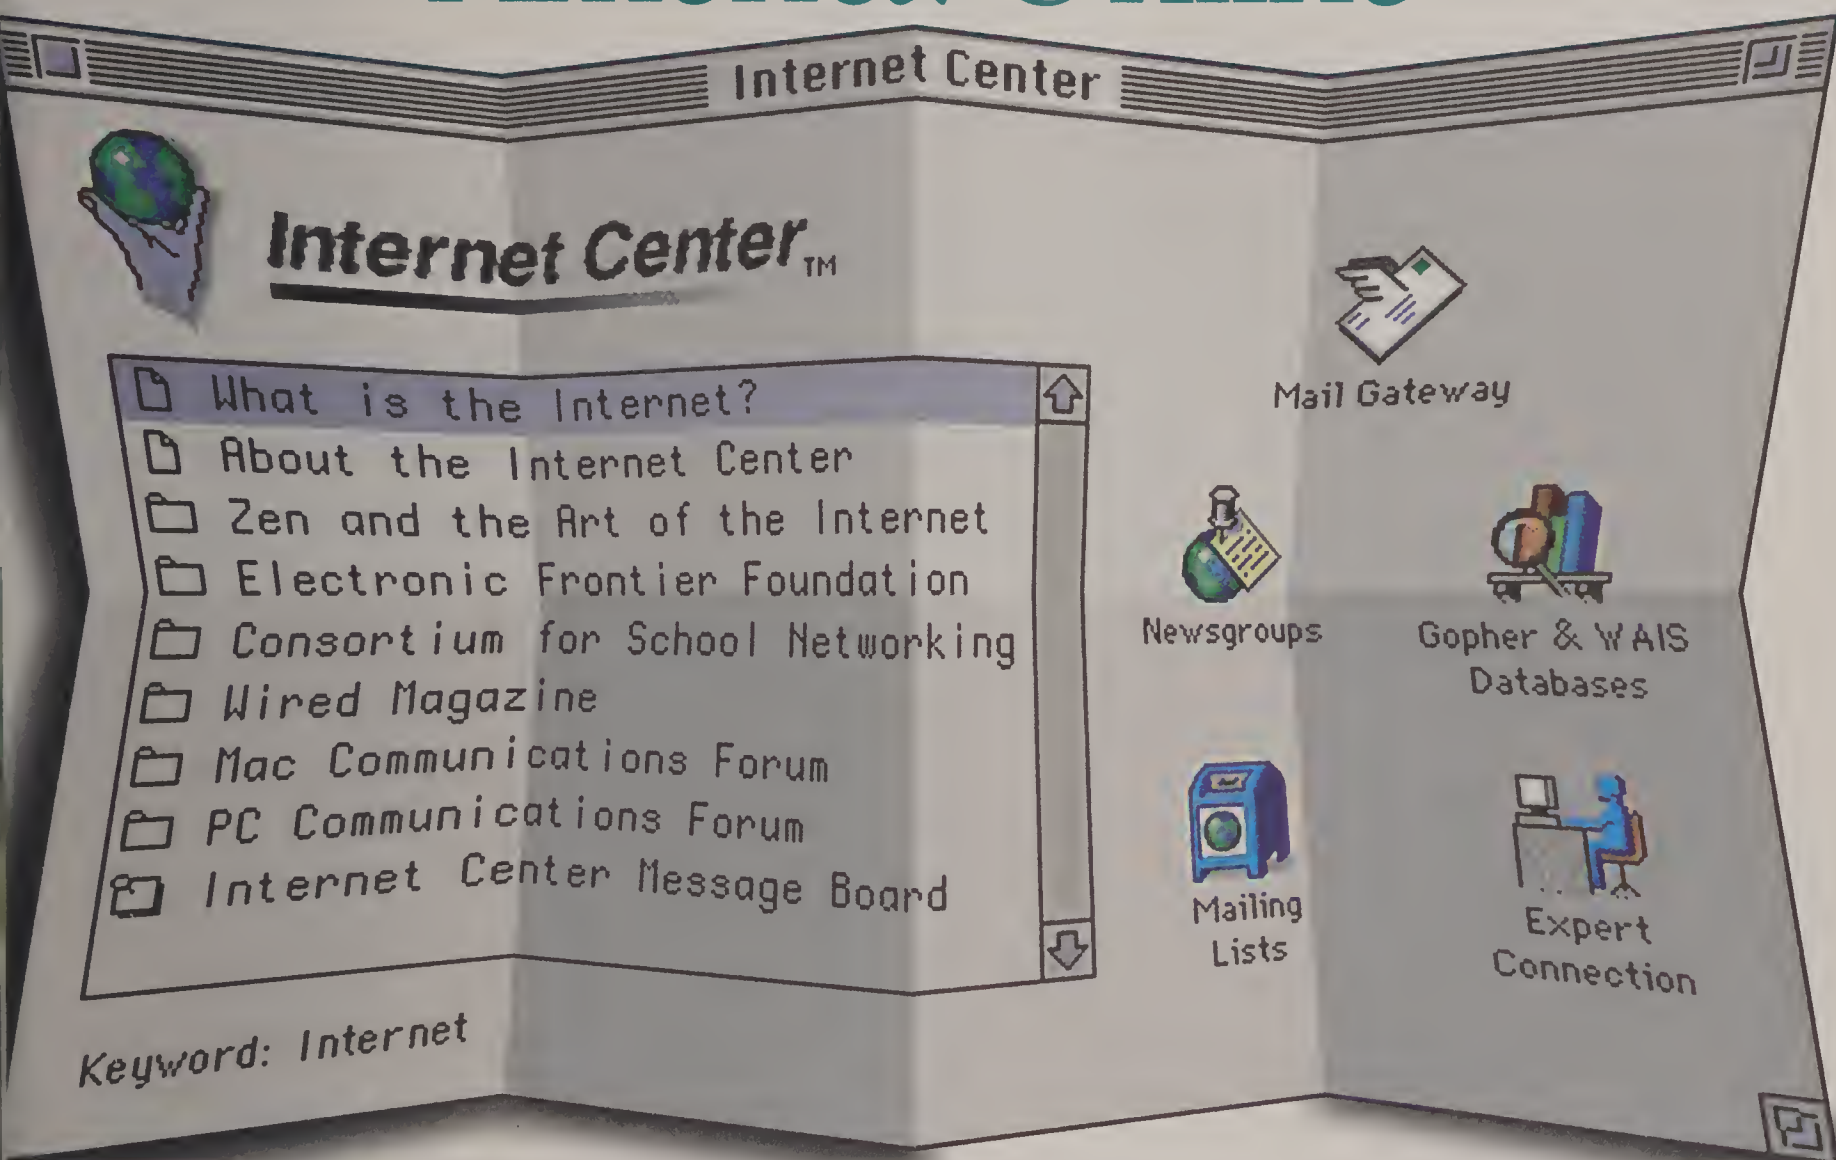 Internet Center
Internet Center™
What is the Internet?
About the Internet Center
Zen and the Art of the Internet
Electronic Frontier Foundation
Consortium for School Networking
Wired Magazine
Mac Communications Forum
PC Communications Forum
Internet Center Message Board
Keyword: Internet
Mail Gateway
Newsgroups
Gopher & WAIS
Databases
Mailing
Lists
Expert
Connection